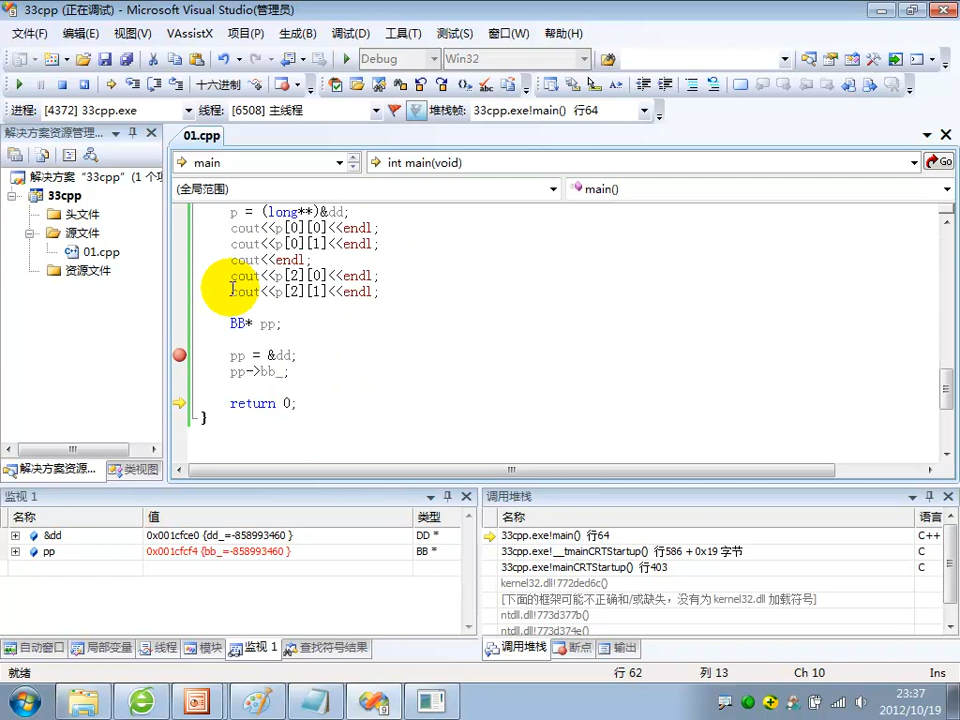 33cpp (正在调试) - Microsoft Visual Studio(管理员)
文件(F) 编辑(E) 视图(V) VAssistX 项目(P) 生成(B) 调试(D) 工具(T) 测试(S) 窗口(W) 帮助(H)
Debug Win32
十六进制
进程: [4372] 33cpp.exe 线程: [6508] 主线程 堆栈帧: 33cpp.exe!main() 行64
解决方案资源管理... 01.cpp
main int main(void) Go
(全局范围) main()
解决方案 "33cpp" (1 个项
33cpp
头文件
源文件
01.cpp
资源文件
p = (long**)&dd;
cout<<p[0][0]<<endl;
cout<<p[0][1]<<endl;
cout<<endl;
cout<<p[2][0]<<endl;
cout<<p[2][1]<<endl;
BB* pp;
pp = &dd;
pp->bb_;
return 0;
}
解决方案资源... 类视图
监视 1
名称 值 类型
&dd 0x001cfce0 {dd_=-858993460 } DD *
pp 0x001cfcf4 {bb_=-858993460 } BB *
调用堆栈
名称 语言
33cpp.exe!main() 行64 C++
33cpp.exe!__tmainCRTStartup() 行586 + 0x19 字节 C
33cpp.exe!mainCRTStartup() 行403 C
kernel32.dll!772ded6c()
[下面的框架可能不正确和/或缺失，没有为 kernel32.dll 加载符号]
ntdll.dll!773d377b()
ntdll.dll!773d374e()
自动窗口 局部变量 线程 模块 监视 1 查找符号结果
调用堆栈 断点 输出
就绪 行 62 列 13 Ch 10 Ins
23:37
2012/10/19